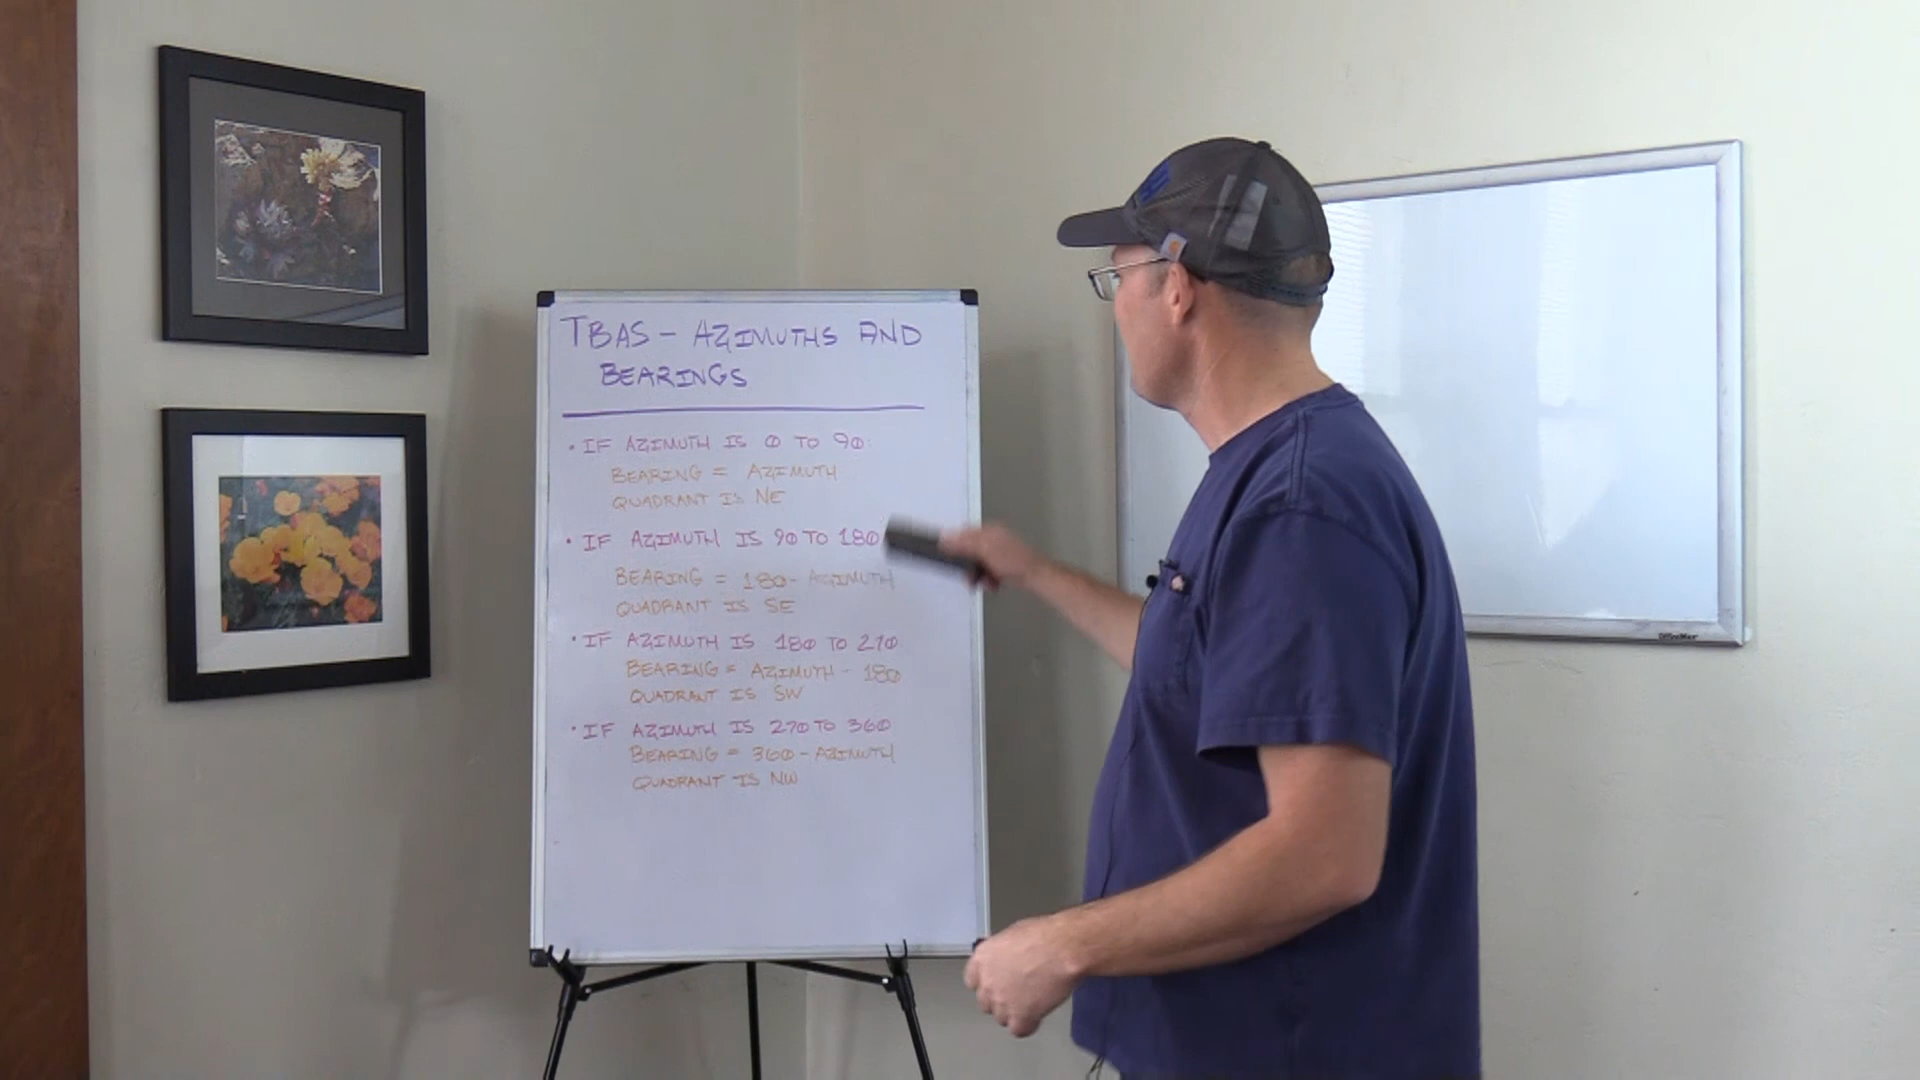 TBAS - AZIMUTHS AND
BEARINGS
• IF AZIMUTH IS 0 TO 90:
BEARING = AZIMUTH
QUADRANT IS NE
• IF AZIMUTH IS 90 TO 180
BEARING = 180 - AZIMUTH
QUADRANT IS SE
• IF AZIMUTH IS 180 TO 270
BEARING = AZIMUTH - 180
QUADRANT IS SW
• IF AZIMUTH IS 270 TO 360
BEARING = 360 - AZIMUTH
QUADRANT IS NW
OfficeMax